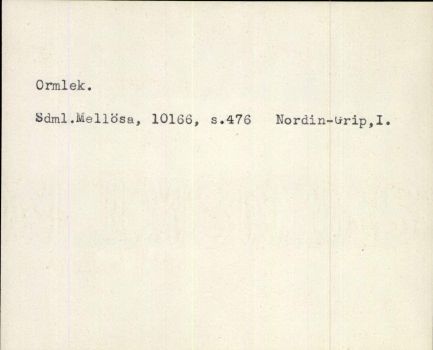 Ormlek.
Sdml.Mellösa, 10166, s.476 Nordin-Grip,I.